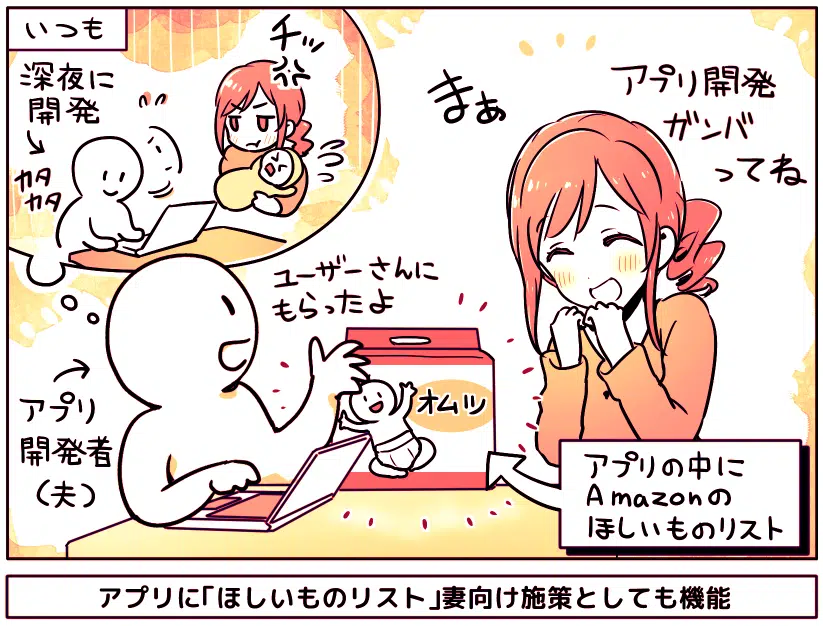 いつも
深夜に
開発
カタ
カタ
チッ
まぁ
アプリ開発
ガンバ
ってね
ユーザーさんに
もらったよ
アプリ
開発者
(夫)
オムツ
アプリの中に
Amazonの
ほしいものリスト
アプリに「ほしいものリスト」妻向け施策としても機能